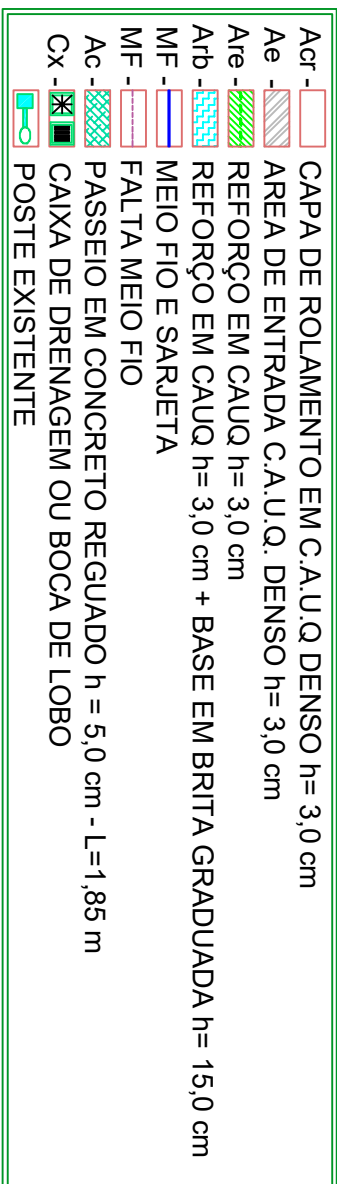 Acr - CAPA DE ROLAMENTO EM C.A.U.Q DENSO h= 3,0 cm
Ae - AREA DE ENTRADA C.A.U.Q. DENSO h= 3,0 cm
Are - REFORÇO EM CAUQ h= 3,0 cm
Arb - REFORÇO EM CAUQ h= 3,0 cm + BASE EM BRITA GRADUADA h= 15,0 cm
MF - MEIO FIO E SARJETA
MF - FALTA MEIO FIO
Ac - PASSEIO EM CONCRETO REGUADO h = 5,0 cm - L=1,85 m
Cx - CAIXA DE DRENAGEM OU BOCA DE LOBO
POSTE EXISTENTE